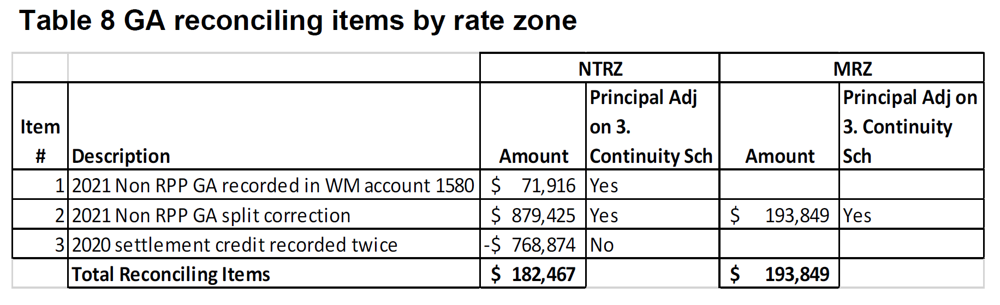 Table 8 GA reconciling items by rate zone
NTRZ MRZ
Item # Description Amount Principal Adj on 3. Continuity Sch Amount Principal Adj on 3. Continuity Sch
1 2021 Non RPP GA recorded in WM account 1580 $ 71,916 Yes
2 2021 Non RPP GA split correction $ 879,425 Yes $ 193,849 Yes
3 2020 settlement credit recorded twice -$ 768,874 No
Total Reconciling Items $ 182,467 $ 193,849